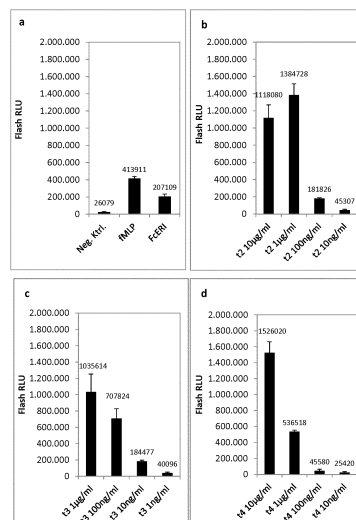 a
2.000.000
1.800.000
1.600.000
1.400.000
1.200.000
1.000.000
800.000
600.000
400.000
200.000
0
Flash RLU
26079
413911
207109
Neg. Ktrl.
fMLP
FcERI
b
2.000.000
1.800.000
1.600.000
1.400.000
1.200.000
1.000.000
800.000
600.000
400.000
200.000
0
Flash RLU
1118080
1384728
181826
45307
t2 10µg/ml
t2 1µg/ml
t2 100ng/ml
t2 10ng/ml
c
2.000.000
1.800.000
1.600.000
1.400.000
1.200.000
1.000.000
800.000
600.000
400.000
200.000
0
Flash RLU
1035614
707824
184477
40096
t3 1µg/ml
t3 100ng/ml
t3 10ng/ml
t3 1ng/ml
d
2.000.000
1.800.000
1.600.000
1.400.000
1.200.000
1.000.000
800.000
600.000
400.000
200.000
0
Flash RLU
1526020
536518
45580
25420
t4 10µg/ml
t4 1µg/ml
t4 100ng/ml
t4 10ng/ml